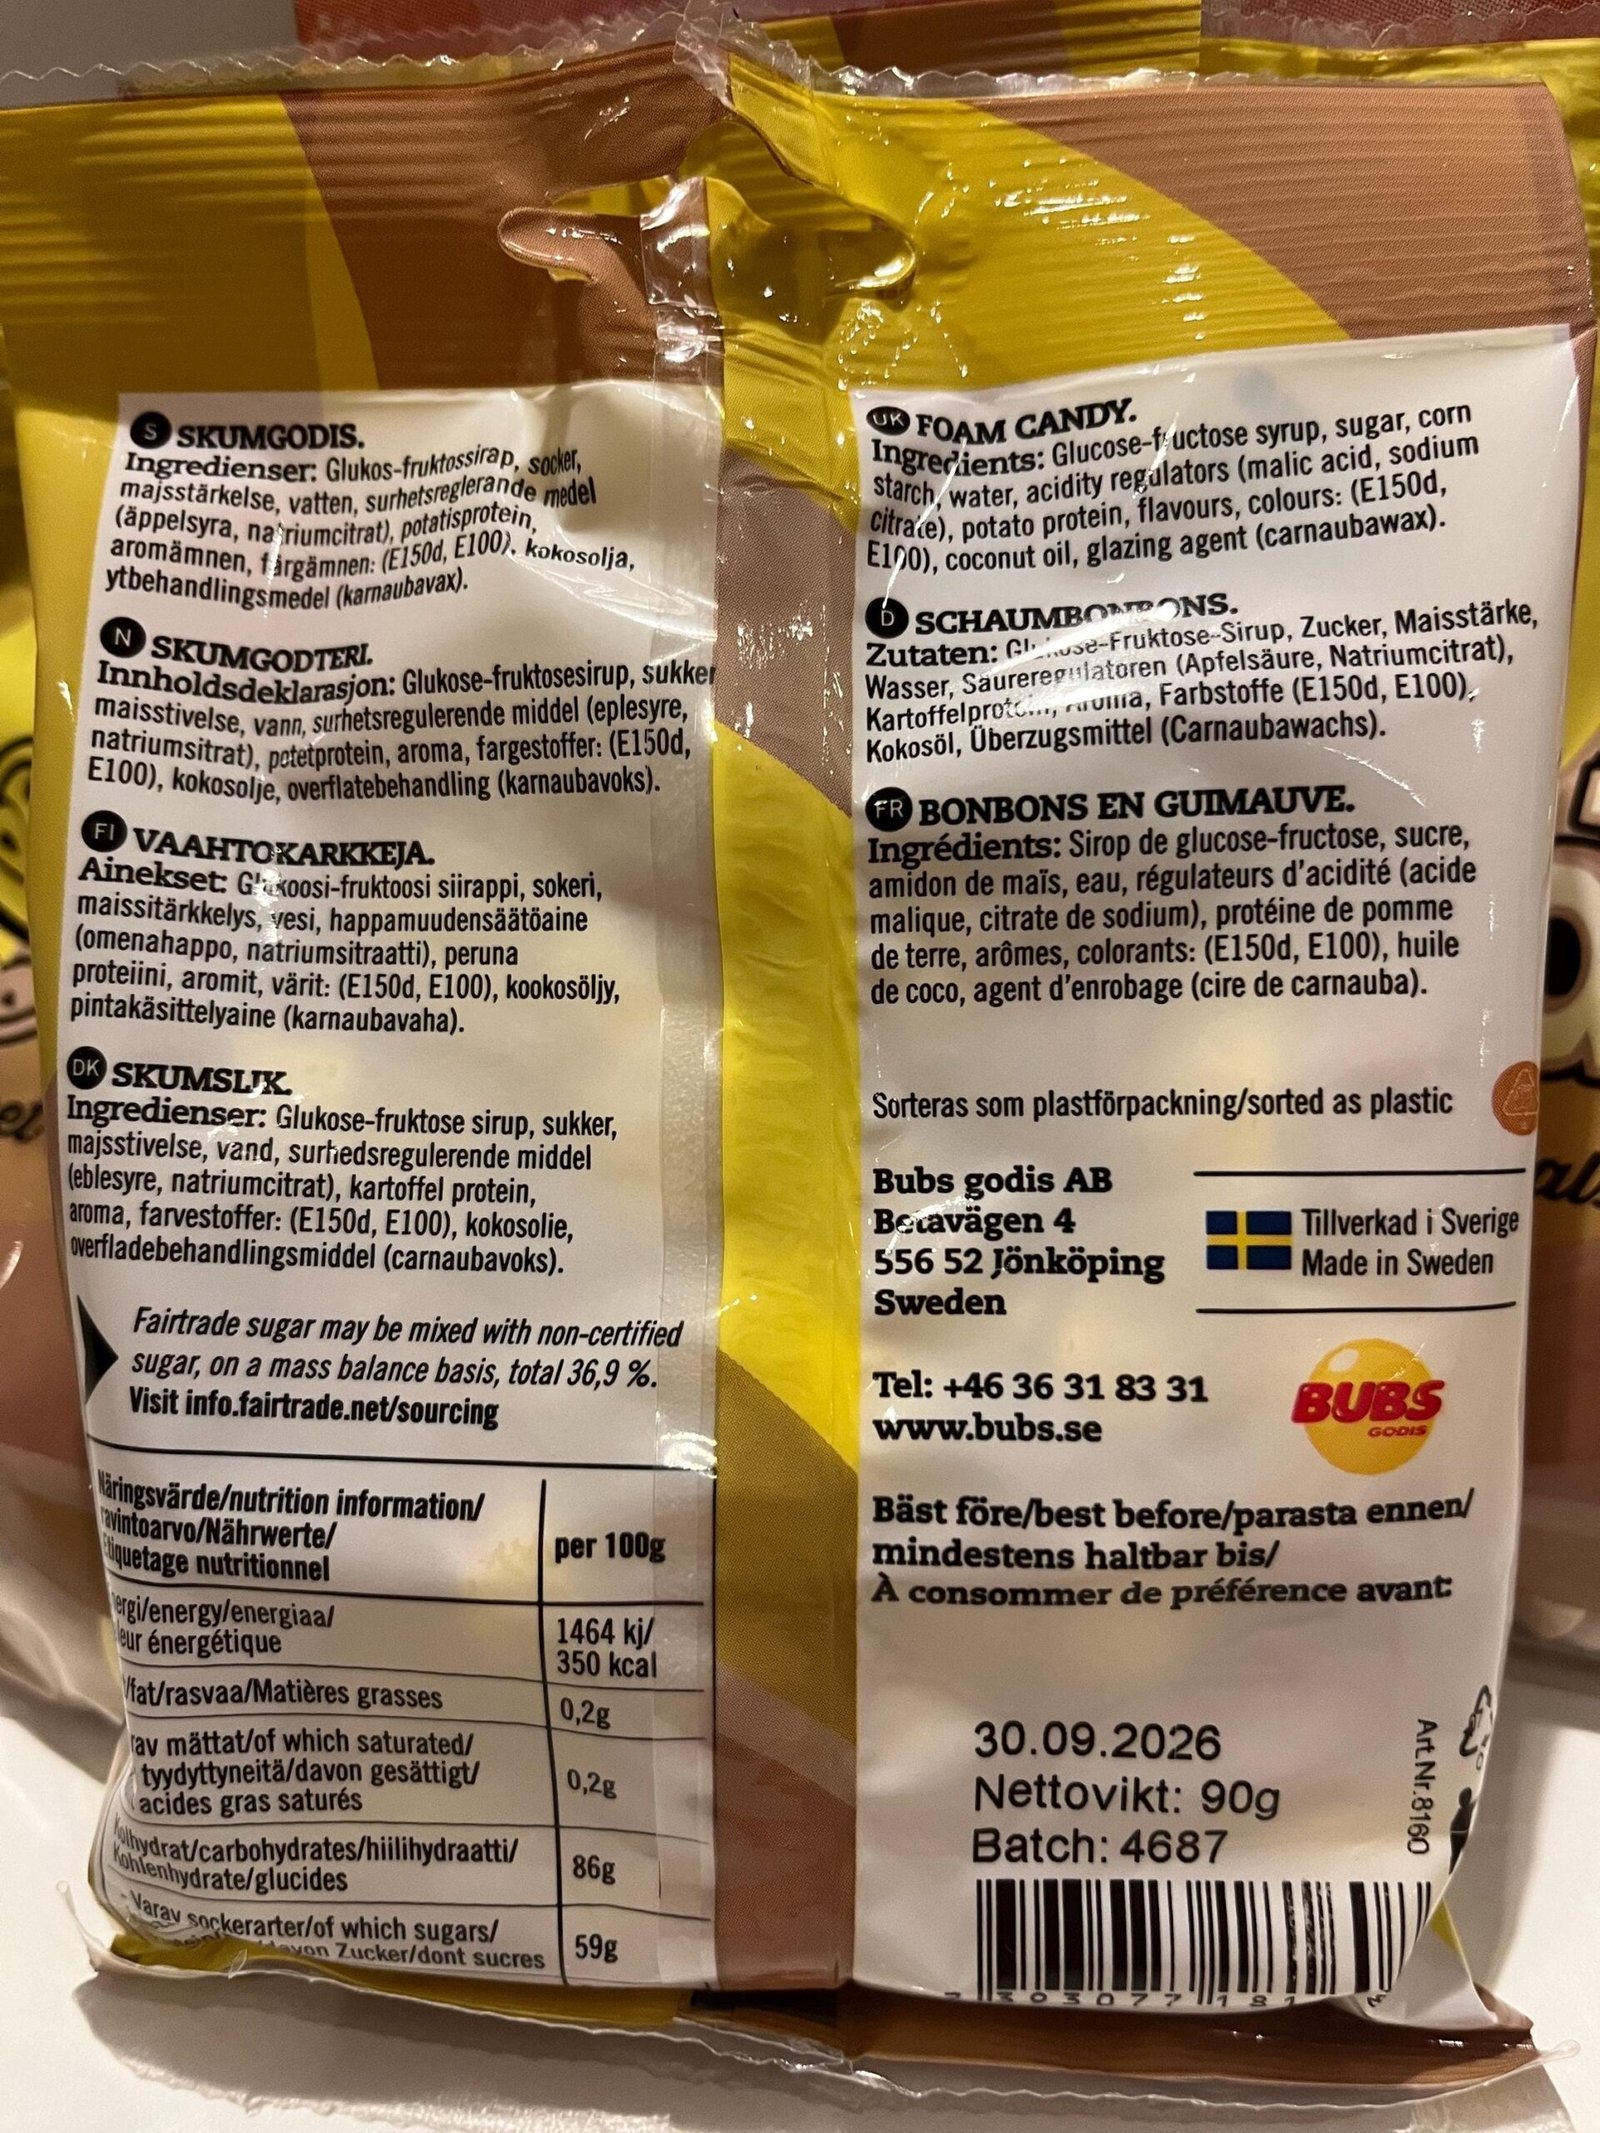 S SKUMGODIS.
Ingredienser: Glukos-fruktossirap, socker,
majsstärkelse, vatten, surhetsreglerande medel
(äppelsyra, natriumcitrat), potatisprotein,
aromämnen, färgämnen: (E150d, E100), kokosolja,
ytbehandlingsmedel (karnaubavax).
N SKUMGODTERI.
Innholdsdeklarasjon: Glukose-fruktosesirup, sukker
maisstivelse, vann, surhetsregulerende middel (eplesyre,
natriumsitrat), potetprotein, aroma, fargestoffer: (E150d,
E100), kokosolje, overflatebehandling (karnaubavoks).
FI VAAHTOKARKKEJA.
Ainekset: Glukoosi-fruktoosi siirappi, sokeri,
maissitärkkelys, vesi, happamuudensäätöaine
(omenahappo, natriumsitraatti), peruna
proteiini, aromit, värit: (E150d, E100), kookosöljy,
pintakäsittelyaine (karnaubavaha).
DK SKUMSLIK.
Ingredienser: Glukose-fruktose sirup, sukker,
majsstivelse, vand, surhedsregulerende middel
(eblesyre, natriumcitrat), kartoffel protein,
aroma, farvestoffer: (E150d, E100), kokosolie,
overfladebehandlingsmiddel (carnaubavoks).
Fairtrade sugar may be mixed with non-certified
sugar, on a mass balance basis, total 36,9 %.
Visit info.fairtrade.net/sourcing
Näringsvärde/nutrition information/
ravintoarvo/Nährwerte/
Etiquetage nutritionnel
per 100g
ergi/energy/energiaa/
eur énergétique
1464 kj/
350 kcal
/fat/rasvaa/Matières grasses
0,2g
rav mättat/of which saturated/
tyydyttyneitä/davon gesättigt/
acides gras saturés
0,2g
Kolhydrat/carbohydrates/hiilihydraatti/
Kohlenhydrate/glucides
86g
- Varav sockerarter/of which sugars/
davon Zucker/dont sucres
59g
UK FOAM CANDY.
Ingredients: Glucose-fructose syrup, sugar, corn
starch, water, acidity regulators (malic acid, sodium
citrate), potato protein, flavours, colours: (E150d,
E100), coconut oil, glazing agent (carnaubawax).
D SCHAUMBONBONS.
Zutaten: Glukose-Fruktose-Sirup, Zucker, Maisstärke,
Wasser, Säureregulatoren (Apfelsäure, Natriumcitrat),
Kartoffelprotein, Aroma, Farbstoffe (E150d, E100),
Kokosöl, Überzugsmittel (Carnaubawachs).
FR BONBONS EN GUIMAUVE.
Ingrédients: Sirop de glucose-fructose, sucre,
amidon de maïs, eau, régulateurs d'acidité (acide
malique, citrate de sodium), protéine de pomme
de terre, arômes, colorants: (E150d, E100), huile
de coco, agent d'enrobage (cire de carnauba).
Sorteras som plastförpackning/sorted as plastic
Bubs godis AB
Betavägen 4
556 52 Jönköping
Sweden
Tillverkad i Sverige
Made in Sweden
Tel: +46 36 31 83 31
www.bubs.se
BUBS
GODIS
Bäst före/best before/parasta ennen/
mindestens haltbar bis/
À consommer de préférence avant:
30.09.2026
Nettovikt: 90g
Batch: 4687
Art.Nr.8160